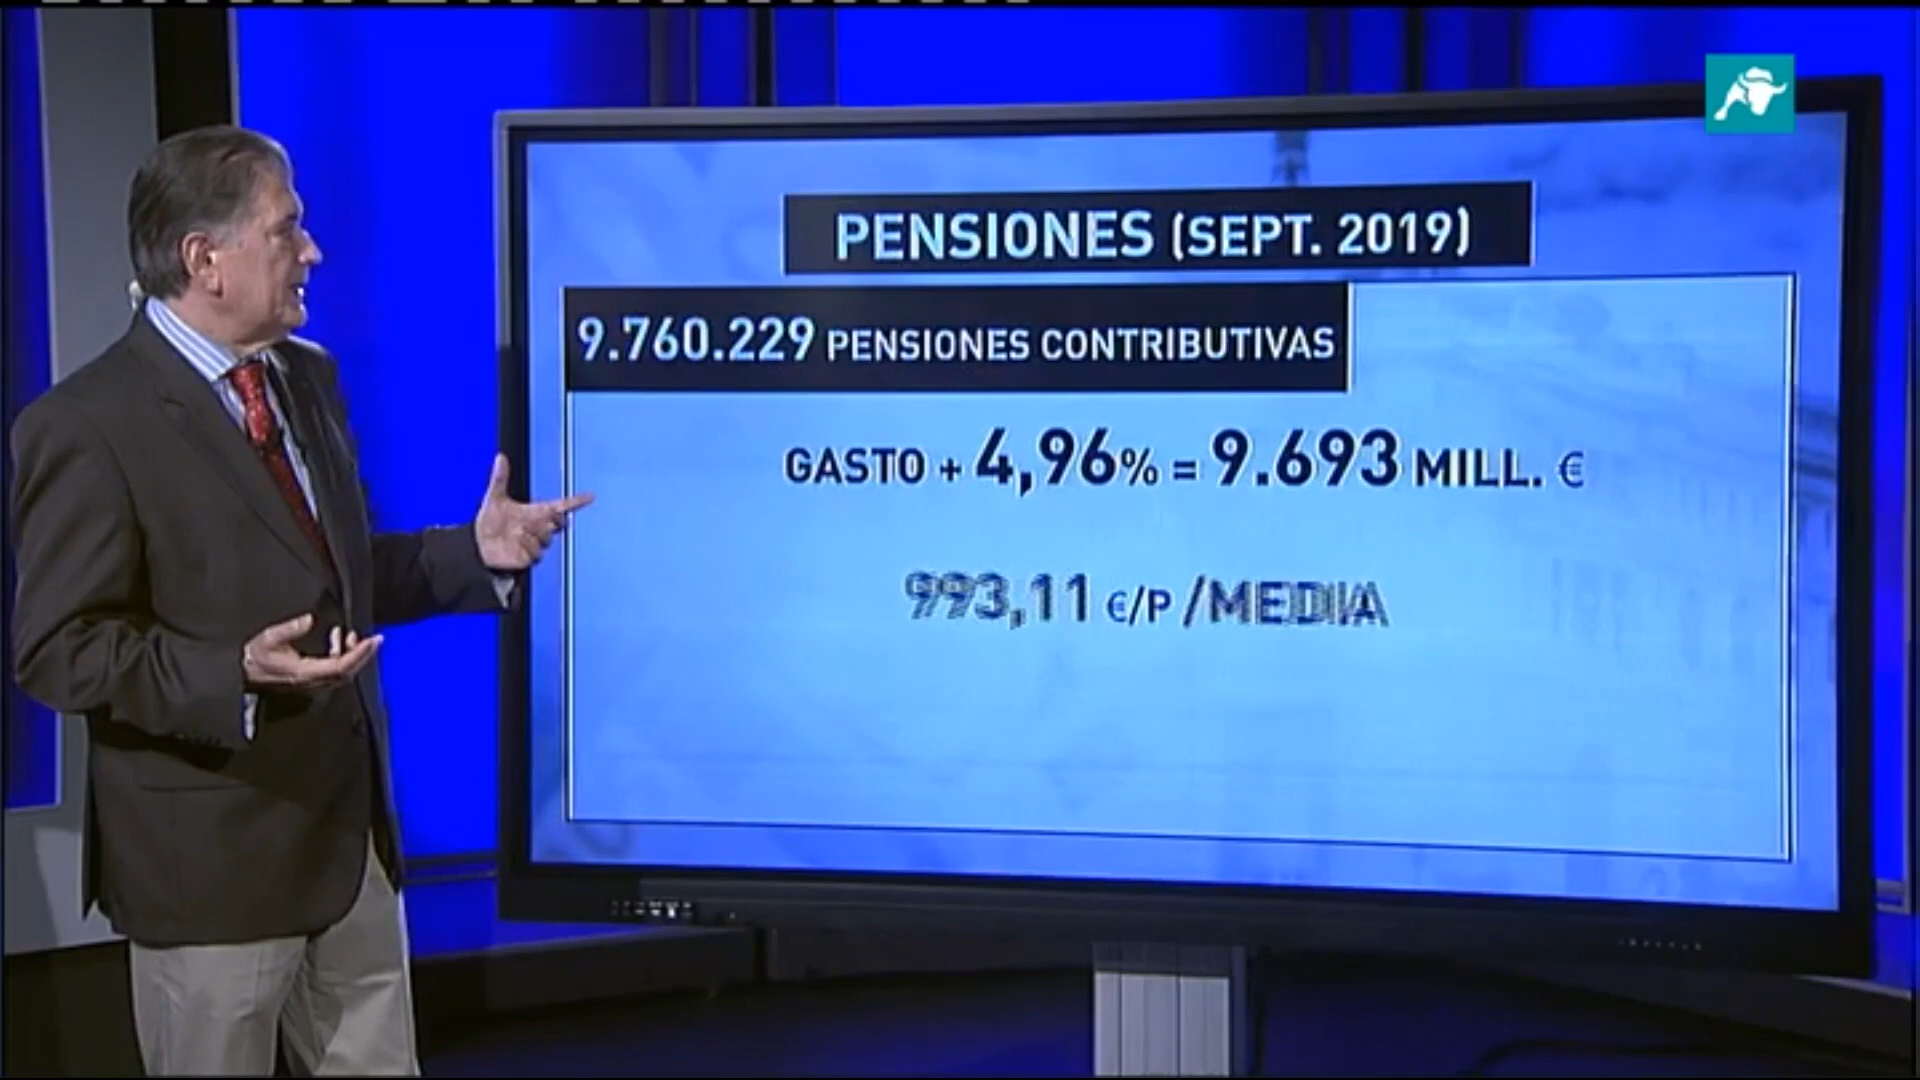 PENSIONES (SEPT. 2019)
9.760.229 PENSIONES CONTRIBUTIVAS
GASTO + 4,96% = 9.693 MILL. €
993,11 €/P /MEDIA